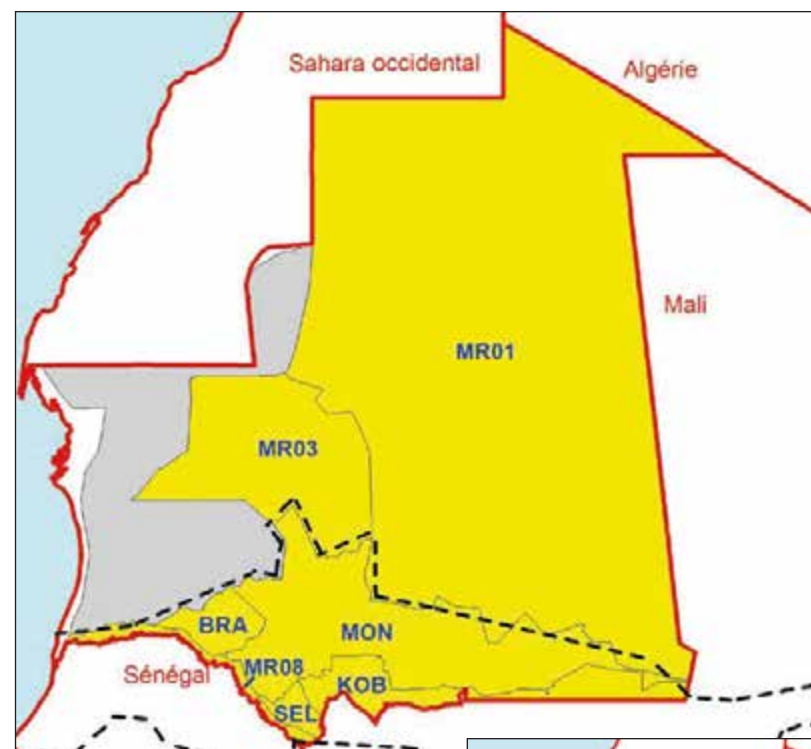 Sahara occidental
Algérie
Mali
MR01
MR03
BRA
MON
Sénégal
MR08
KOB
SEL